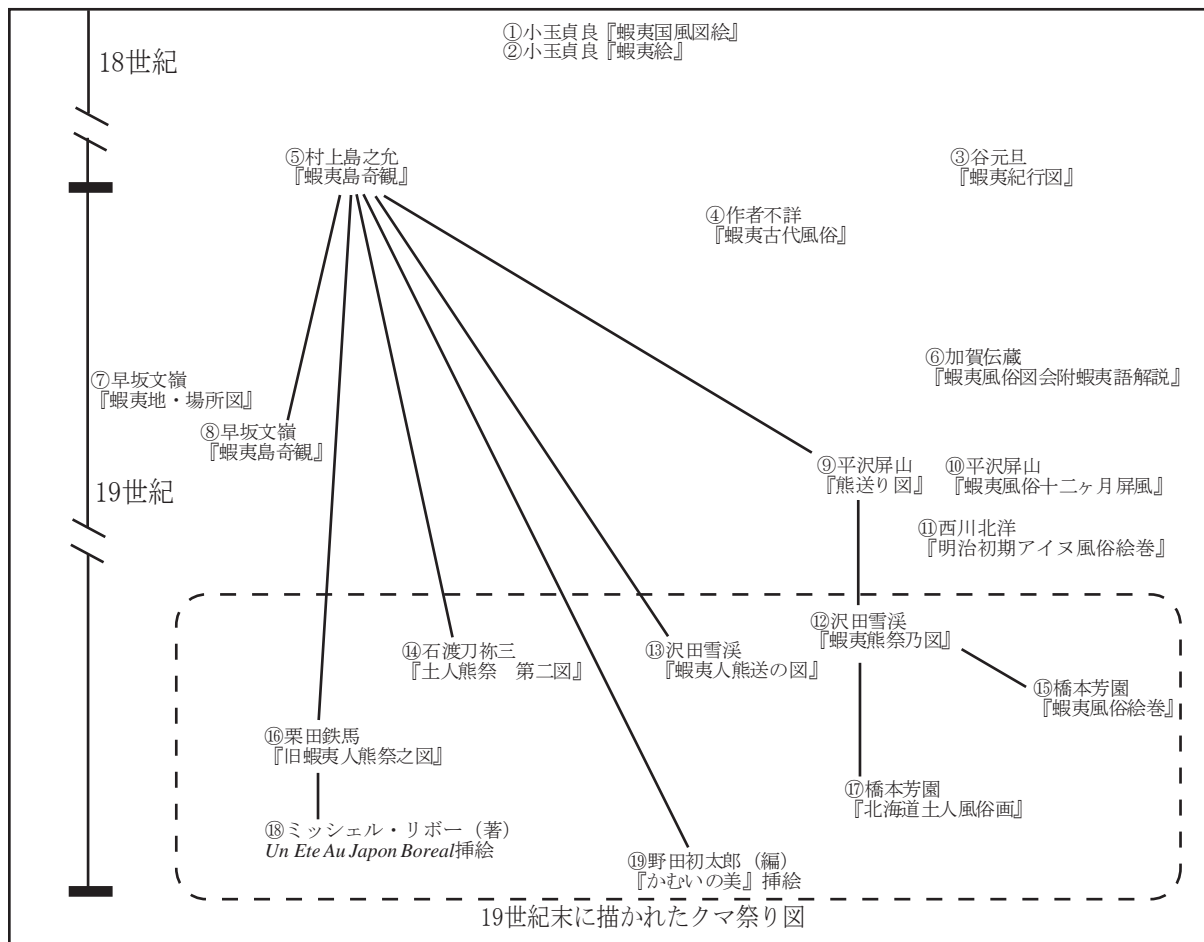 ①小玉貞良『蝦夷国風図絵』
②小玉貞良『蝦夷絵』
18世紀
⑤村上島之允
『蝦夷島奇観』
③谷元旦
『蝦夷紀行図』
④作者不詳
『蝦夷古代風俗』
⑥加賀伝蔵
『蝦夷風俗図会附蝦夷語解説』
⑦早坂文嶺
『蝦夷地・場所図』
⑧早坂文嶺
『蝦夷島奇観』
19世紀
⑨平沢屏山
『熊送り図』
⑩平沢屏山
『蝦夷風俗十二ヶ月屏風』
⑪西川北洋
『明治初期アイヌ風俗絵巻』
⑫沢田雪渓
『蝦夷熊祭乃図』
⑭石渡刀祢三
『土人熊祭　第二図』
⑬沢田雪渓
『蝦夷人熊送の図』
⑮橋本芳園
『蝦夷風俗絵巻』
⑯栗田鉄馬
『旧蝦夷人熊祭之図』
⑰橋本芳園
『北海道土人風俗画』
⑱ミッシェル・リボー（著）
Un Ete Au Japon Boreal挿絵
⑲野田初太郎（編）
『かむいの美』挿絵
19世紀末に描かれたクマ祭り図